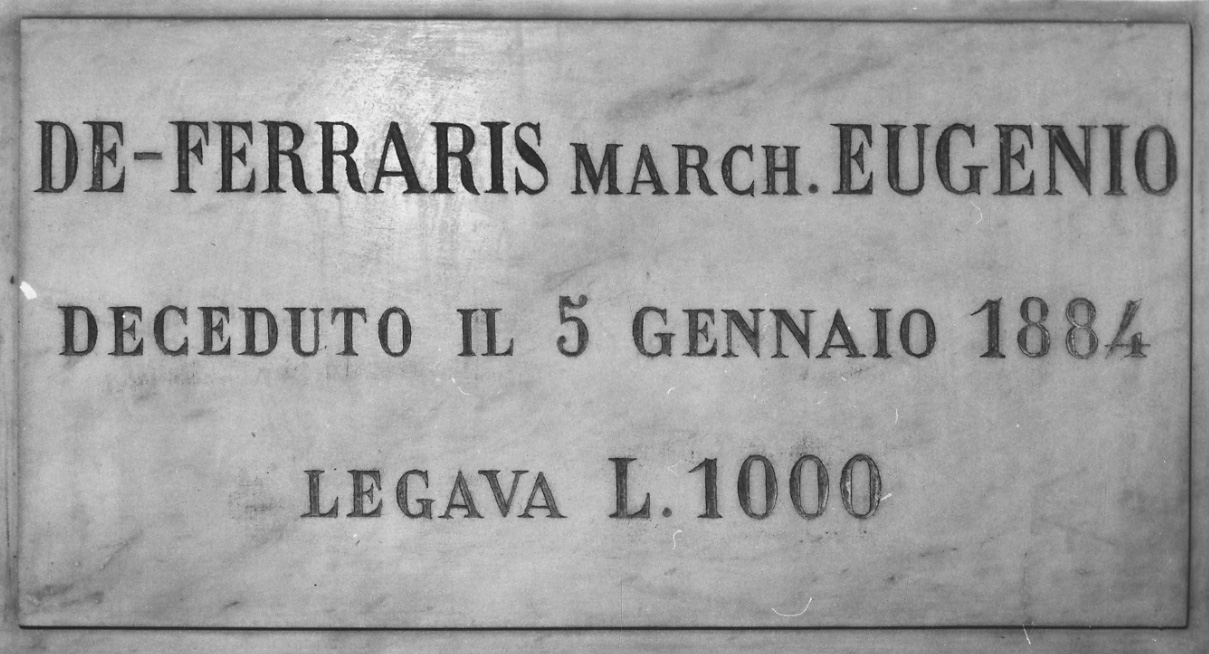 DE-FERRARIS MARCH. EUGENIO
DECEDUTO IL 5 GENNAIO 1884
LEGAVA L. 1000